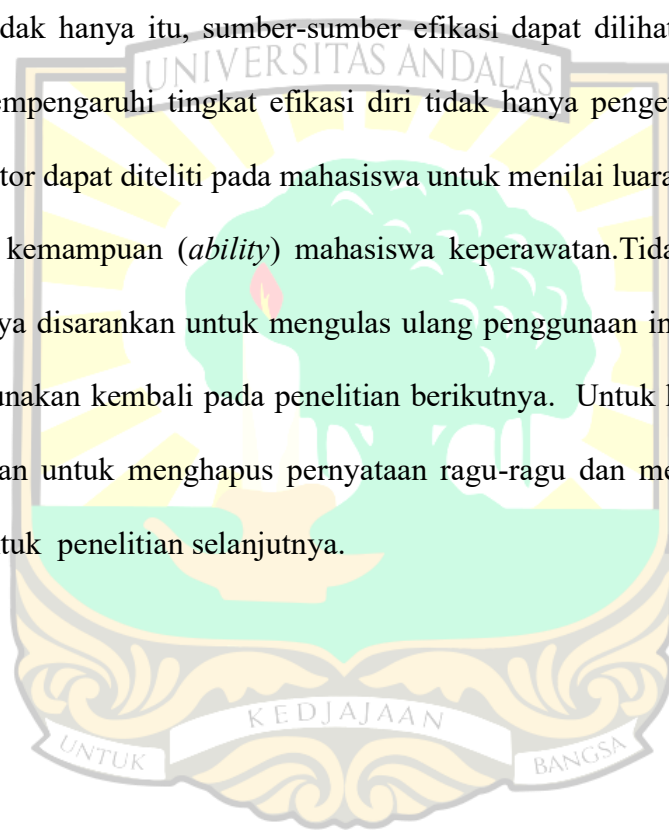 dak hanya itu, sumber-sumber efikasi dapat dilihat
UNIVERSITAS ANDALAS
empengaruhi tingkat efikasi diri tidak hanya penge
tor dapat diteliti pada mahasiswa untuk menilai luara
kemampuan (ability) mahasiswa keperawatan.Tida
ya disarankan untuk mengulas ulang penggunaan in
unakan kembali pada penelitian berikutnya. Untuk
an untuk menghapus pernyataan ragu-ragu dan me
tuk penelitian selanjutnya.
KEDJAJAAN
UNTUK
BANGSA